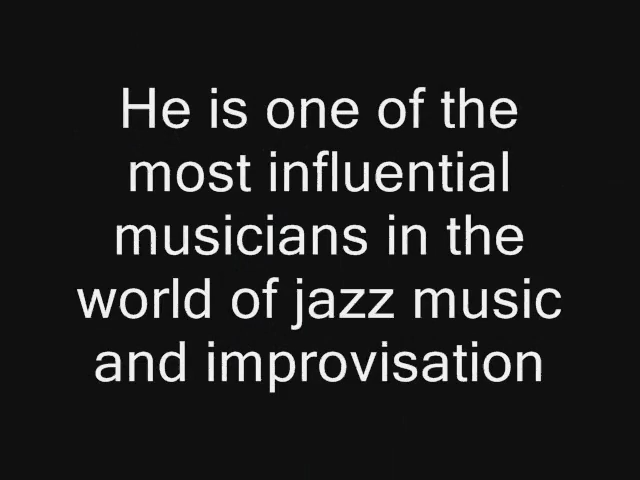 He is one of the
most influential
musicians in the
world of jazz music
and improvisation